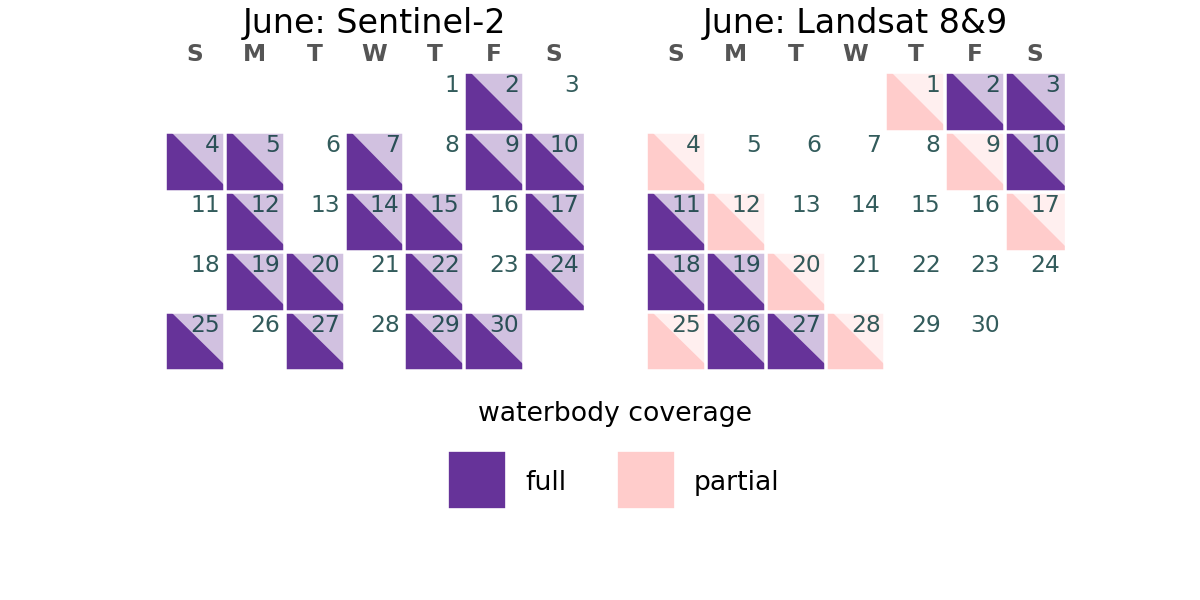 June: Sentinel-2
S M T W T F S
1 2 3
4 5 6 7 8 9 10
11 12 13 14 15 16 17
18 19 20 21 22 23 24
25 26 27 28 29 30
June: Landsat 8&9
S M T W T F S
1 2 3
4 5 6 7 8 9 10
11 12 13 14 15 16 17
18 19 20 21 22 23 24
25 26 27 28 29 30
waterbody coverage
full partial